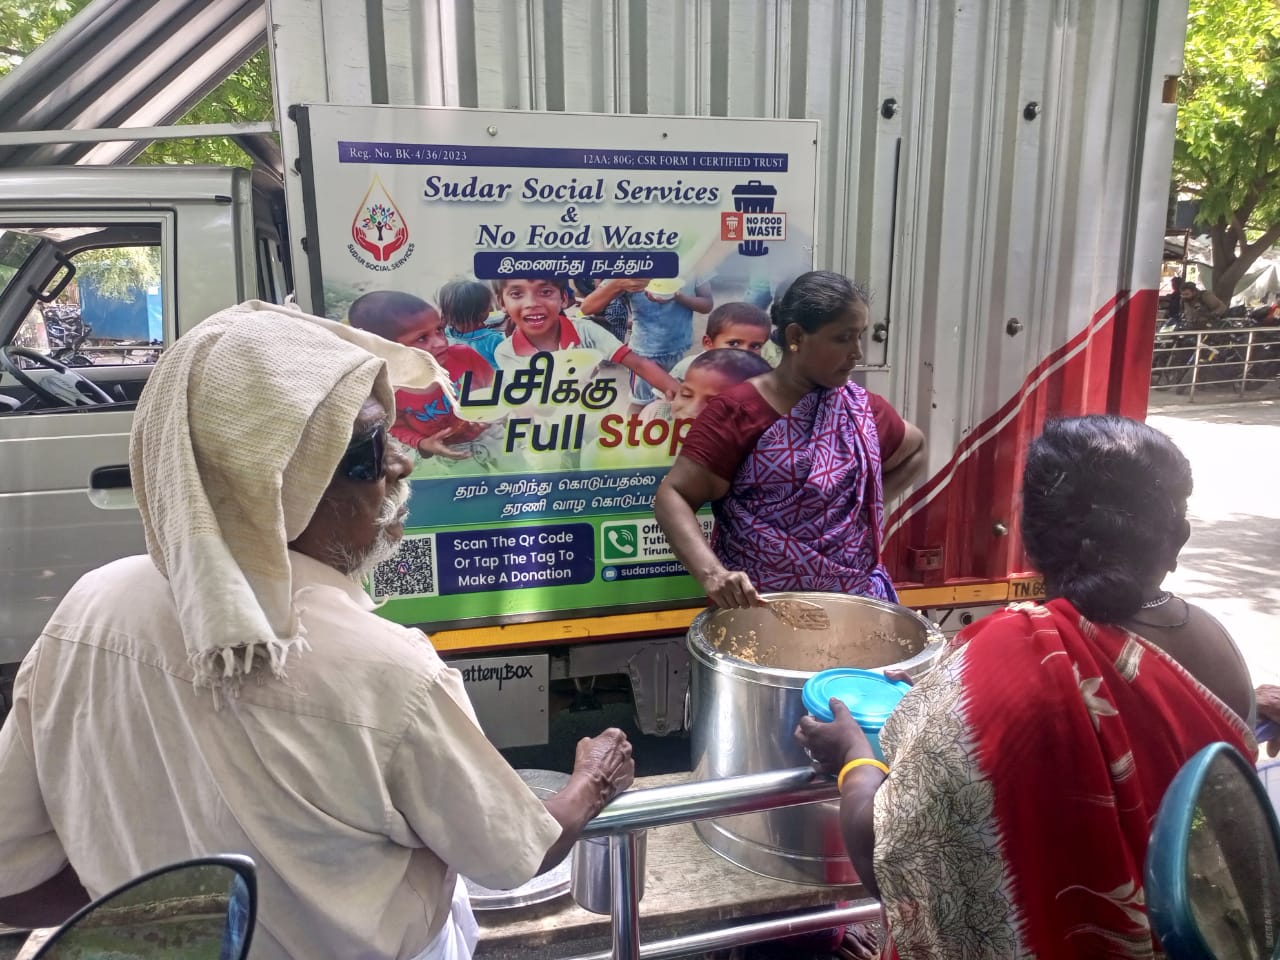 Reg. No. BK-4/36/2023
12AA; 80G; CSR FORM 1 CERTIFIED TRUST
Sudar Social Services
&
No Food Waste
NO FOOD
WASTE
SUDAR SOCIAL SERVICES
இணைந்து நடத்தும்
பசிக்கு
Full Stop
தரம் அறிந்து கொடுப்பதல்ல
தரணி வாழ
Scan The Qr Code
Or Tap The Tag To
Make A Donation
TN
BOX